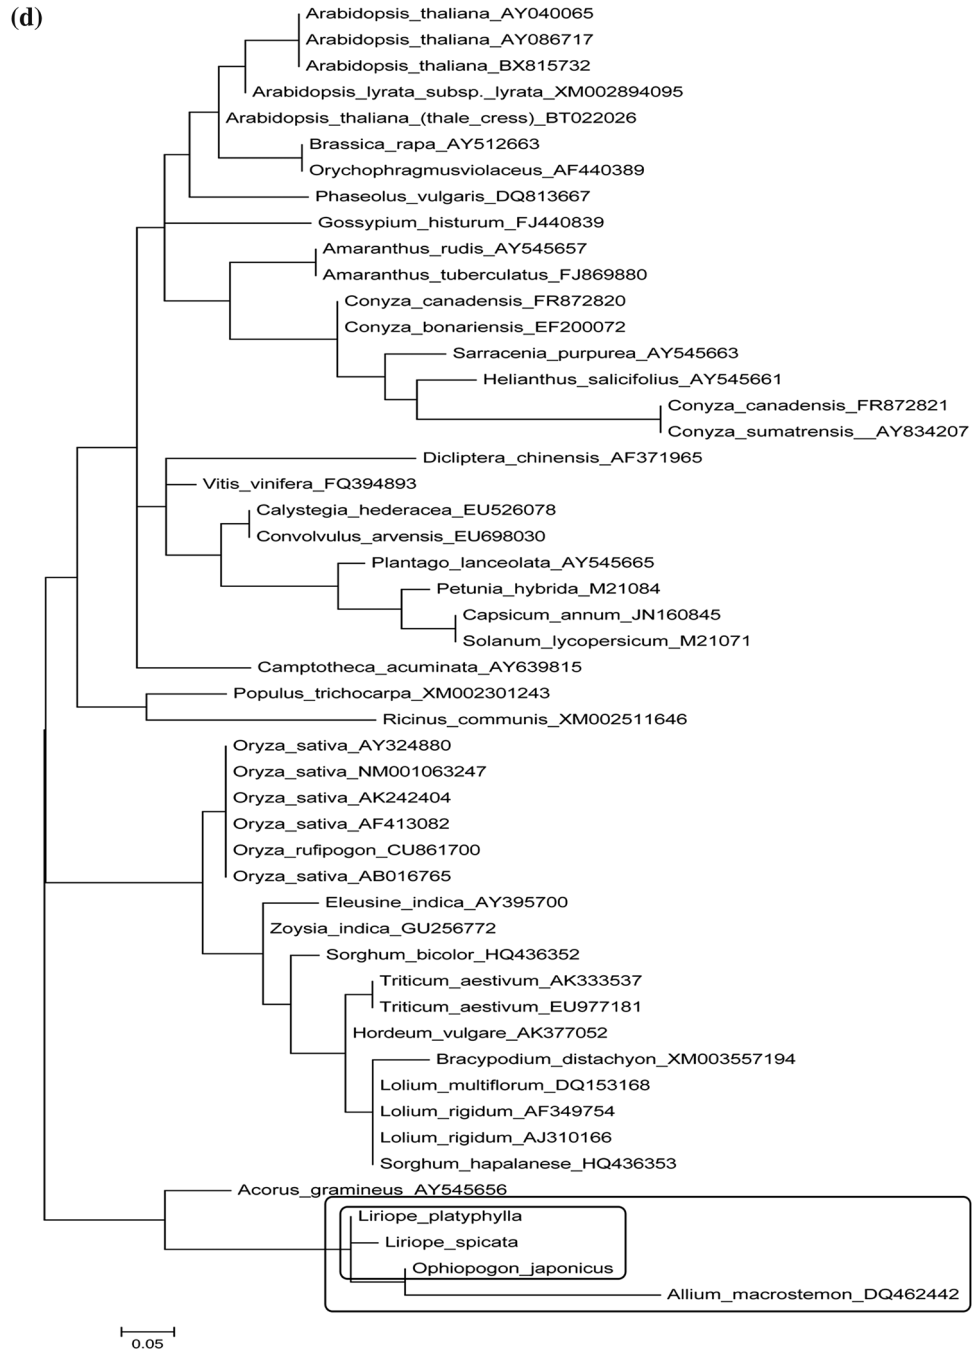 (d)
Arabidopsis_thaliana_AY040065
Arabidopsis_thaliana_AY086717
Arabidopsis_thaliana_BX815732
Arabidopsis_lyrata_subsp._lyrata_XM002894095
Arabidopsis_thaliana_(thale_cress)_BT022026
Brassica_rapa_AY512663
Orychophragmusviolaceus_AF440389
Phaseolus_vulgaris_DQ813667
Gossypium_histurum_FJ440839
Amaranthus_rudis_AY545657
Amaranthus_tuberculatus_FJ869880
Conyza_canadensis_FR872820
Conyza_bonariensis_EF200072
Sarracenia_purpurea_AY545663
Helianthus_salicifolius_AY545661
Conyza_canadensis_FR872821
Conyza_sumatrensis__AY834207
Dicliptera_chinensis_AF371965
Vitis_vinifera_FQ394893
Calystegia_hederacea_EU526078
Convolvulus_arvensis_EU698030
Plantago_lanceolata_AY545665
Petunia_hybrida_M21084
Capsicum_annum_JN160845
Solanum_lycopersicum_M21071
Camptotheca_acuminata_AY639815
Populus_trichocarpa_XM002301243
Ricinus_communis_XM002511646
Oryza_sativa_AY324880
Oryza_sativa_NM001063247
Oryza_sativa_AK242404
Oryza_sativa_AF413082
Oryza_rufipogon_CU861700
Oryza_sativa_AB016765
Eleusine_indica_AY395700
Zoysia_indica_GU256772
Sorghum_bicolor_HQ436352
Triticum_aestivum_AK333537
Triticum_aestivum_EU977181
Hordeum_vulgare_AK377052
Bracypodium_distachyon_XM003557194
Lolium_multiflorum_DQ153168
Lolium_rigidum_AF349754
Lolium_rigidum_AJ310166
Sorghum_hapalanese_HQ436353
Acorus_gramineus_AY545656
Liriope_platyphylla
Liriope_spicata
Ophiopogon_japonicus
Allium_macrostemon_DQ462442
0.05